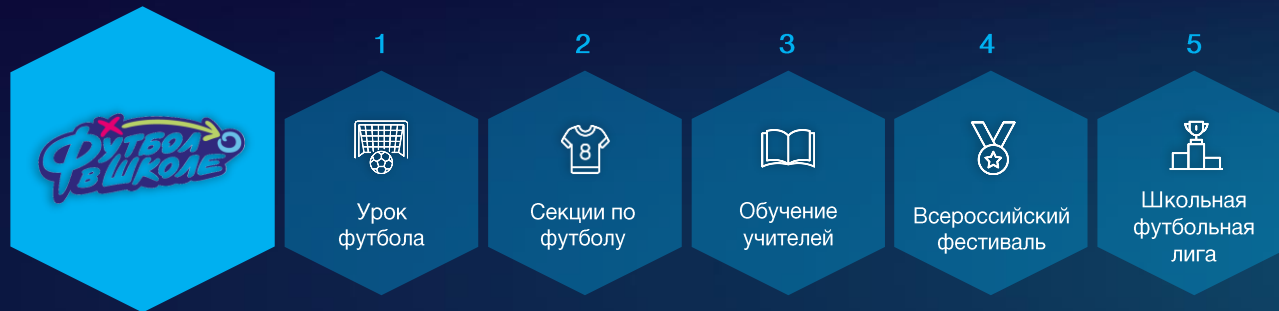 ФУТБОЛ
В ШКОЛЕ
1
Урок
футбола
2
8
Секции по
футболу
3
Обучение
учителей
4
Всероссийский
фестиваль
5
Школьная
футбольная
лига